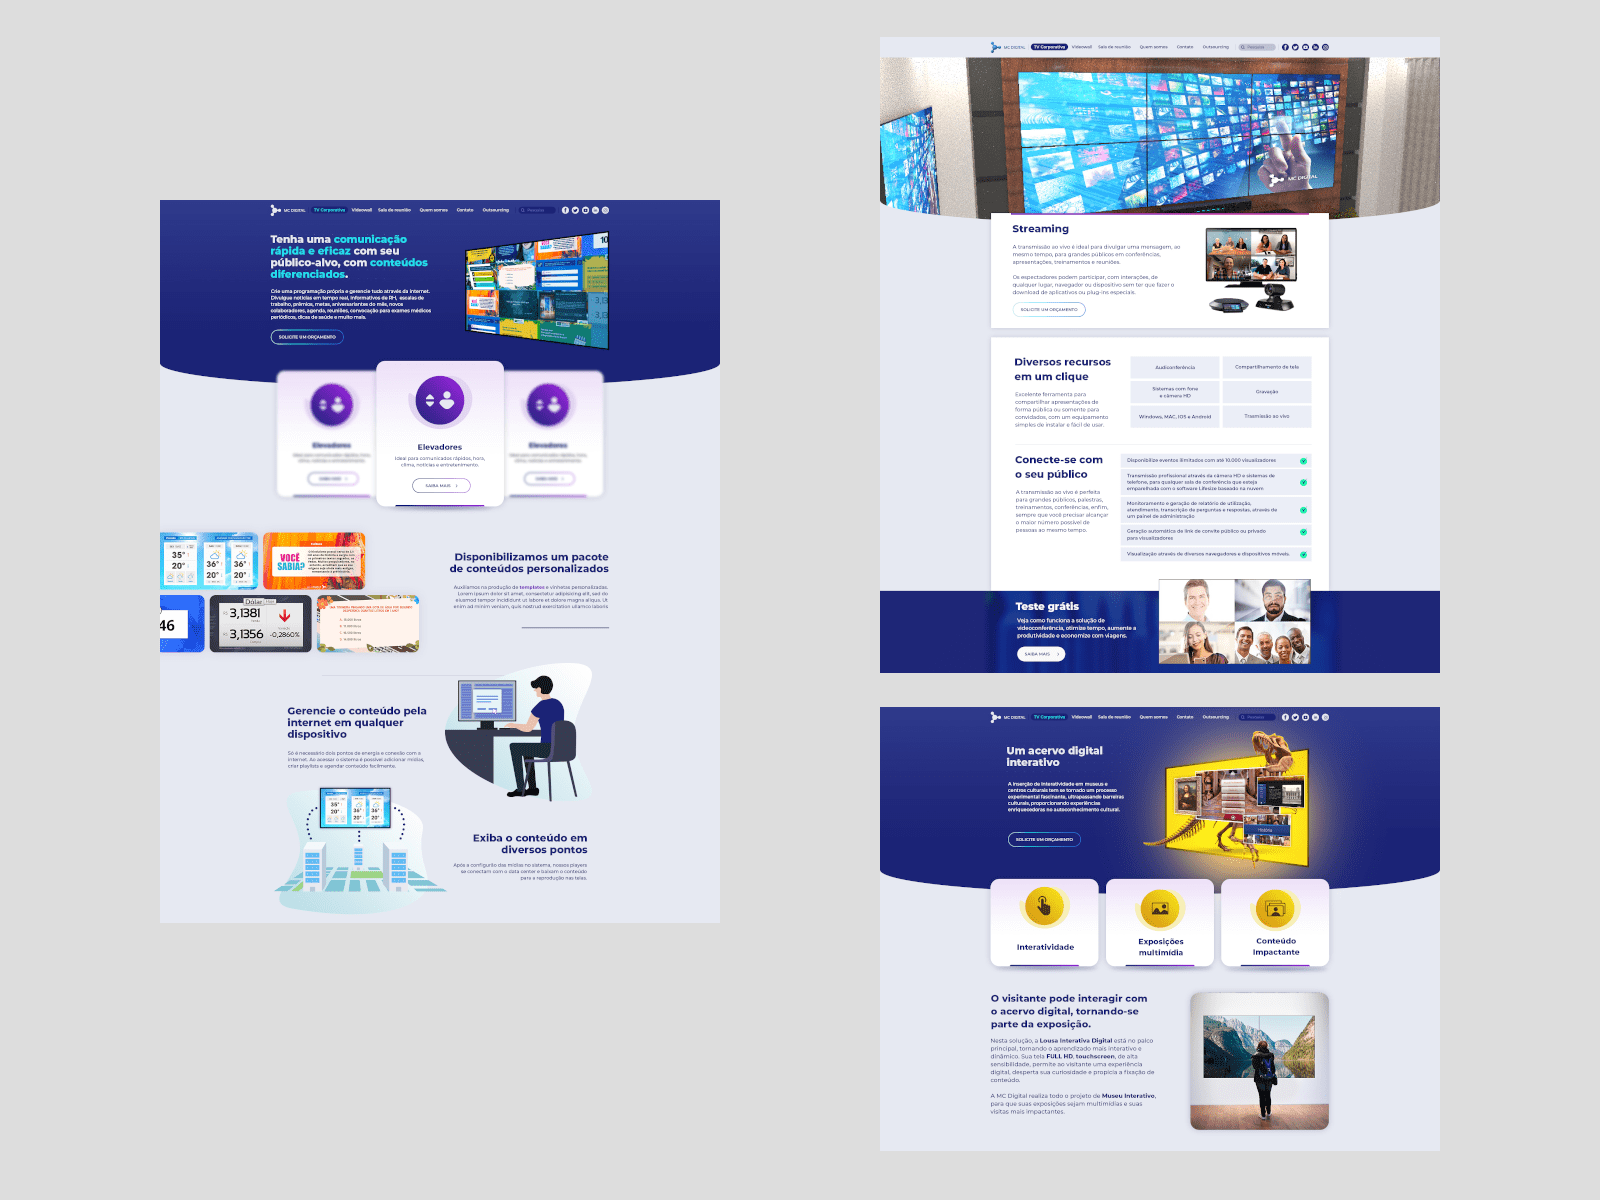 MC DIGITAL
TV Corporativa
Videowall
Sala de reunião
Quem somos
Contato
Outsourcing
Pesquisa
Tenha uma comunicação
rápida e eficaz com seu
público-alvo, com conteúdos
diferenciados.
Crie uma programação própria e gerencie tudo através da internet.
Divulgue notícias em tempo real, informativos de RH, escalas de
trabalho, prêmios, metas, aniversariantes do mês, novos
colaboradores, agenda, reuniões, convocação para exames médicos
periódicos, dicas de saúde e muito mais.
SOLICITE UM ORÇAMENTO
Elevadores
SAIBA MAIS
Elevadores
Ideal para comunicados rápidos, hora,
clima, notícias e entretenimento.
SAIBA MAIS
Elevadores
SAIBA MAIS
35°
20°
36°
20°
36°
20°
VOCÊ
SABIA?
46
Dólar
3,1381
3,1356
-0,2860%
Disponibilizamos um pacote
de conteúdos personalizados
Auxiliamos na produção de templates e vinhetas personalizadas.
Lorem ipsum dolor sit amet, consectetur adipisicing elit, sed do
eiusmod tempor incididunt ut labore et dolore magna aliqua. Ut
enim ad minim veniam, quis nostrud exercitation ullamco laboris
Gerencie o conteúdo pela
internet em qualquer
dispositivo
Só é necessário dois pontos de energia e conexão com a
internet. Ao acessar o sistema é possível adicionar mídias,
criar playlists e agendar conteúdo facilmente.
35°
20°
36°
20°
36°
20°
Exiba o conteúdo em
diversos pontos
Após a configurão das mídias no sistema, nossos players
se conectam com o data center e baixam o conteúdo
para a reprodução nas telas.
MC DIGITAL
TV Corporativa
Videowall
Sala de reunião
Quem somos
Contato
Outsourcing
Pesquisa
MC DIGITAL
Streaming
A transmissão ao vivo é ideal para divulgar uma mensagem, ao
mesmo tempo, para grandes públicos em conferências,
apresentações, treinamentos e reuniões.
Os espectadores podem participar, com interações, de
qualquer lugar, navegador ou dispositivo sem ter que fazer o
download de aplicativos ou plug-ins especiais.
SOLICITE UM ORÇAMENTO
Diversos recursos
em um clique
Excelente ferramenta para
compartilhar apresentações de
forma pública ou somente para
convidados, com um equipamento
simples de instalar e fácil de usar.
Audiconferência
Compartilhamento de tela
Sistemas com fone
e câmera HD
Gravação
Windows, MAC, IOS e Android
Trasmissão ao vivo
Conecte-se com
o seu público
A transmissão ao vivo é perfeita
para grandes públicos, palestras,
treinamentos, conferências, enfim,
sempre que você precisar alcançar
o maior número possível de
pessoas ao mesmo tempo.
Disponibilize eventos ilimitados com até 10.000 visualizadores
Transmissão profissional através da câmera HD e sistemas de
telefone, para qualquer sala de conferência que esteja
emparelhada com o software Lifesize baseado na nuvem
Monitoramento e geração de relatório de utilização,
atendimento, transcrição de perguntas e respostas, através de
um painel de administração
Geração automática de link de convite público ou privado
para visualizadores
Visualização através de diversos navegadores e dispositivos móveis.
Teste grátis
Veja como funciona a solução de
videoconferência, otimize tempo, aumente a
produtividade e economize com viagens.
SAIBA MAIS
MC DIGITAL
TV Corporativa
Videowall
Sala de reunião
Quem somos
Contato
Outsourcing
Pesquisa
Um acervo digital
interativo
A inserção de interatividade em museus e
centros culturais tem se tornado um processo
experimental fascinante, ultrapassando barreiras
culturais, proporcionando experiências
enriquecedoras no autoconhecimento cultural.
SOLICITE UM ORÇAMENTO
História
Interatividade
Exposições
multimídia
Conteúdo
Impactante
O visitante pode interagir com
o acervo digital, tornando-se
parte da exposição.
Nesta solução, a Lousa Interativa Digital está no palco
principal, tornando o aprendizado mais interativo e
dinâmico. Sua tela FULL HD, touchscreen, de alta
sensibilidade, permite ao visitante uma experiência
digital, desperta sua curiosidade e propicia a fixação de
conteúdo.
A MC Digital realiza todo o projeto de Museu Interativo,
para que suas exposições sejam multimídias e suas
visitas mais impactantes.